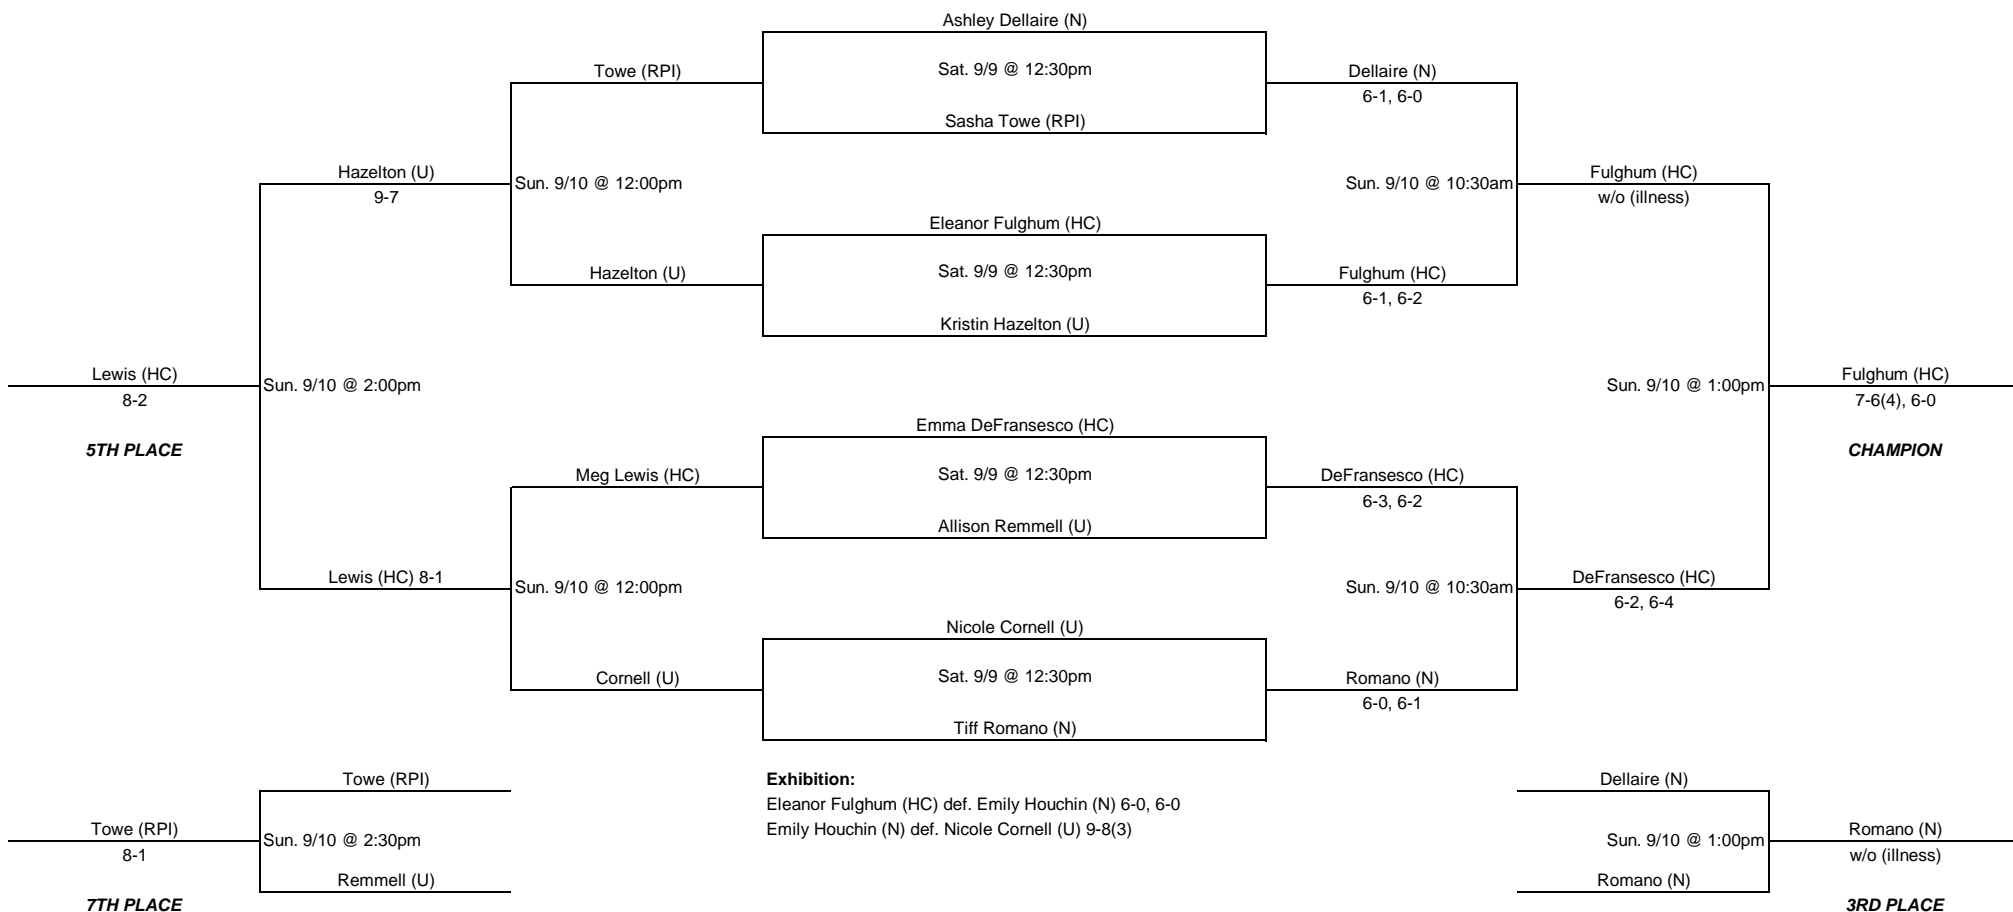 Ashley Dellaire (N)
Towe (RPI)
Sat. 9/9 @ 12:30pm
Dellaire (N)
6-1, 6-0
Sasha Towe (RPI)
Hazelton (U)
9-7
Sun. 9/10 @ 12:00pm
Sun. 9/10 @ 10:30am
Fulghum (HC)
w/o (illness)
Eleanor Fulghum (HC)
Hazelton (U)
Sat. 9/9 @ 12:30pm
Fulghum (HC)
6-1, 6-2
Kristin Hazelton (U)
Lewis (HC)
8-2
5TH PLACE
Sun. 9/10 @ 2:00pm
Sun. 9/10 @ 1:00pm
Fulghum (HC)
7-6(4), 6-0
CHAMPION
Emma DeFransesco (HC)
Meg Lewis (HC)
Sat. 9/9 @ 12:30pm
DeFransesco (HC)
6-3, 6-2
Allison Remmell (U)
Lewis (HC) 8-1
Sun. 9/10 @ 12:00pm
Sun. 9/10 @ 10:30am
DeFransesco (HC)
6-2, 6-4
Nicole Cornell (U)
Cornell (U)
Sat. 9/9 @ 12:30pm
Romano (N)
6-0, 6-1
Tiff Romano (N)
Towe (RPI)
Towe (RPI)
8-1
Sun. 9/10 @ 2:30pm
Remmell (U)
7TH PLACE
Exhibition:
Eleanor Fulghum (HC) def. Emily Houchin (N) 6-0, 6-0
Emily Houchin (N) def. Nicole Cornell (U) 9-8(3)
Dellaire (N)
Sun. 9/10 @ 1:00pm
Romano (N)
w/o (illness)
Romano (N)
3RD PLACE